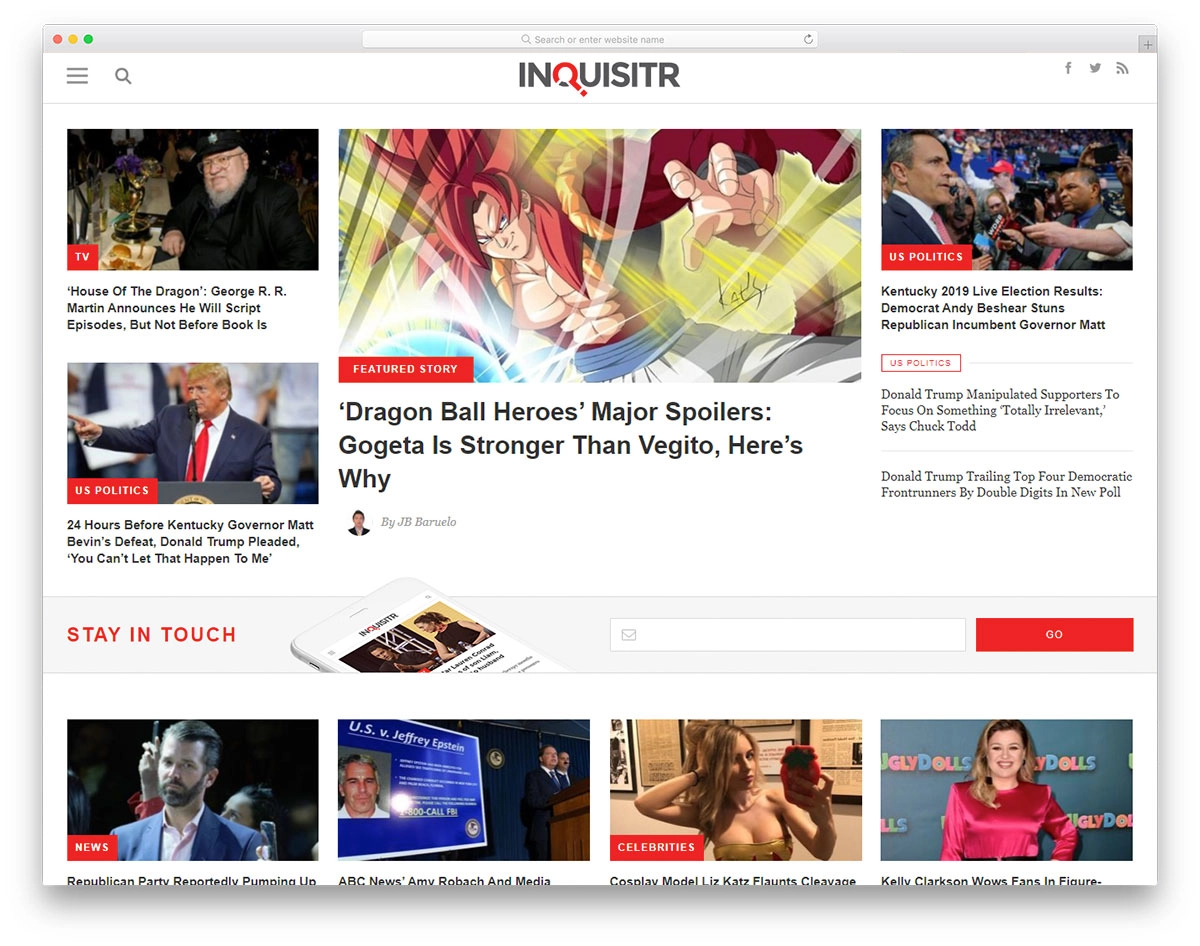 Search or enter website name
INQUISITR
TV
‘House Of The Dragon’: George R. R.
Martin Announces He Will Script
Episodes, But Not Before Book Is
US POLITICS
24 Hours Before Kentucky Governor Matt
Bevin’s Defeat, Donald Trump Pleaded,
‘You Can’t Let That Happen To Me’
FEATURED STORY
‘Dragon Ball Heroes’ Major Spoilers:
Gogeta Is Stronger Than Vegito, Here’s
Why
By JB Baruelo
US POLITICS
Kentucky 2019 Live Election Results:
Democrat Andy Beshear Stuns
Republican Incumbent Governor Matt
US POLITICS
Donald Trump Manipulated Supporters To
Focus On Something ‘Totally Irrelevant,’
Says Chuck Todd
Donald Trump Trailing Top Four Democratic
Frontrunners By Double Digits In New Poll
STAY IN TOUCH
INQUISITR
Lauren Conrad
of son Liam,
husband
GO
NEWS
Republican Party Reportedly Pumping Up
U.S. v. Jeffrey Epstein
1-800-CALL FBI
ABC News’ Amy Robach And Media
CELEBRITIES
Cosplay Model Liz Katz Flaunts Cleavage
UGLYDOLLS
Kelly Clarkson Wows Fans In Figure-